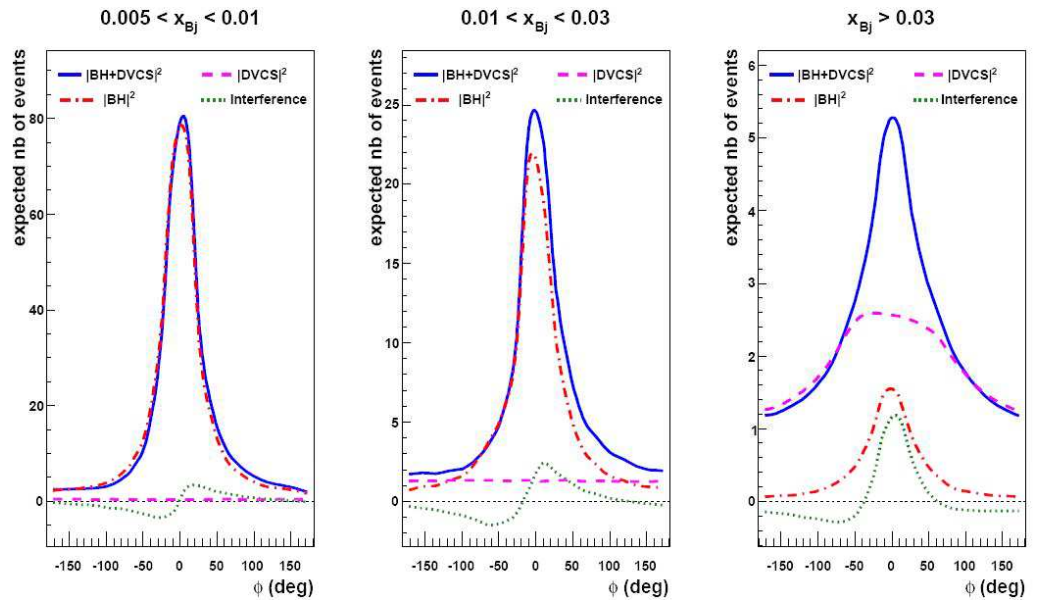 0.005 < xBj < 0.01
expected nb of events
|BH+DVCS|²
|DVCS|²
|BH|²
Interference
80
60
40
20
0
-150
-100
-50
0
50
100
150
ϕ (deg)
0.01 < xBj < 0.03
expected nb of events
|BH+DVCS|²
|DVCS|²
|BH|²
Interference
25
20
15
10
5
0
-150
-100
-50
0
50
100
150
ϕ (deg)
xBj > 0.03
expected nb of events
|BH+DVCS|²
|DVCS|²
|BH|²
Interference
6
5
4
3
2
1
0
-150
-100
-50
0
50
100
150
ϕ (deg)